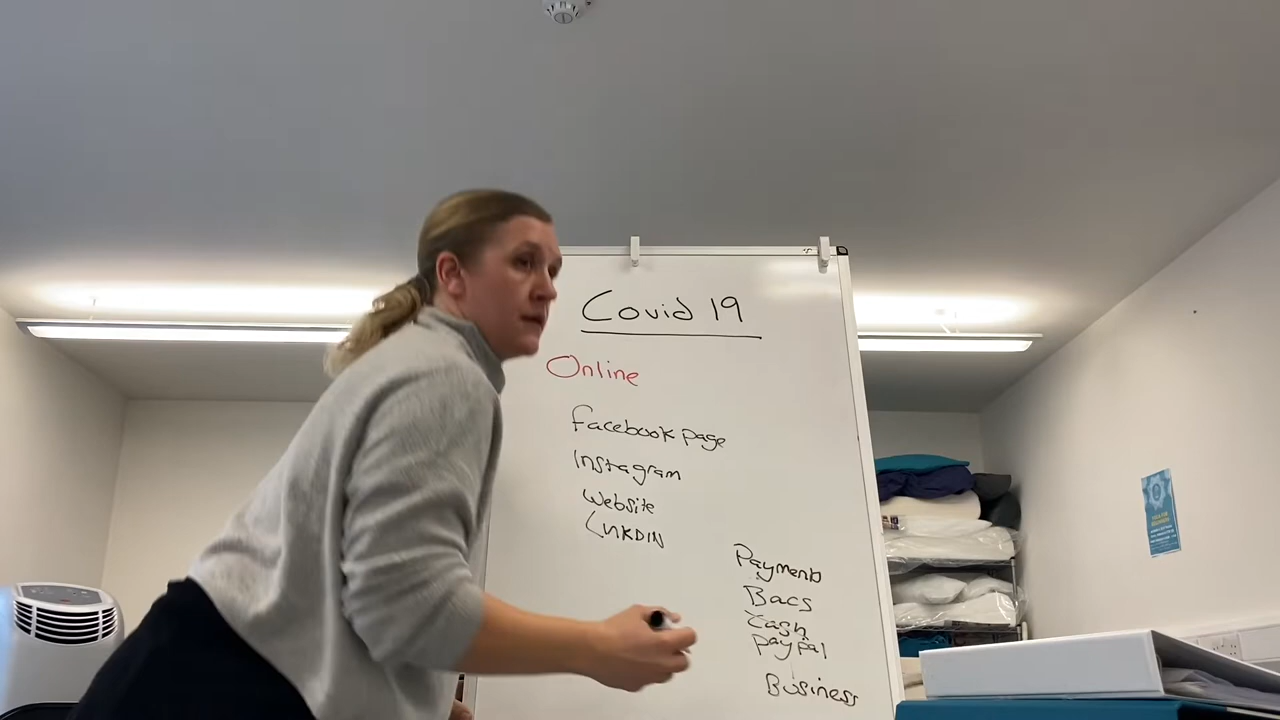 Covid 19
Online
Facebook page
Instagram
Website
LinkDIN
Payments
Bacs
Cash
Paypal
Business